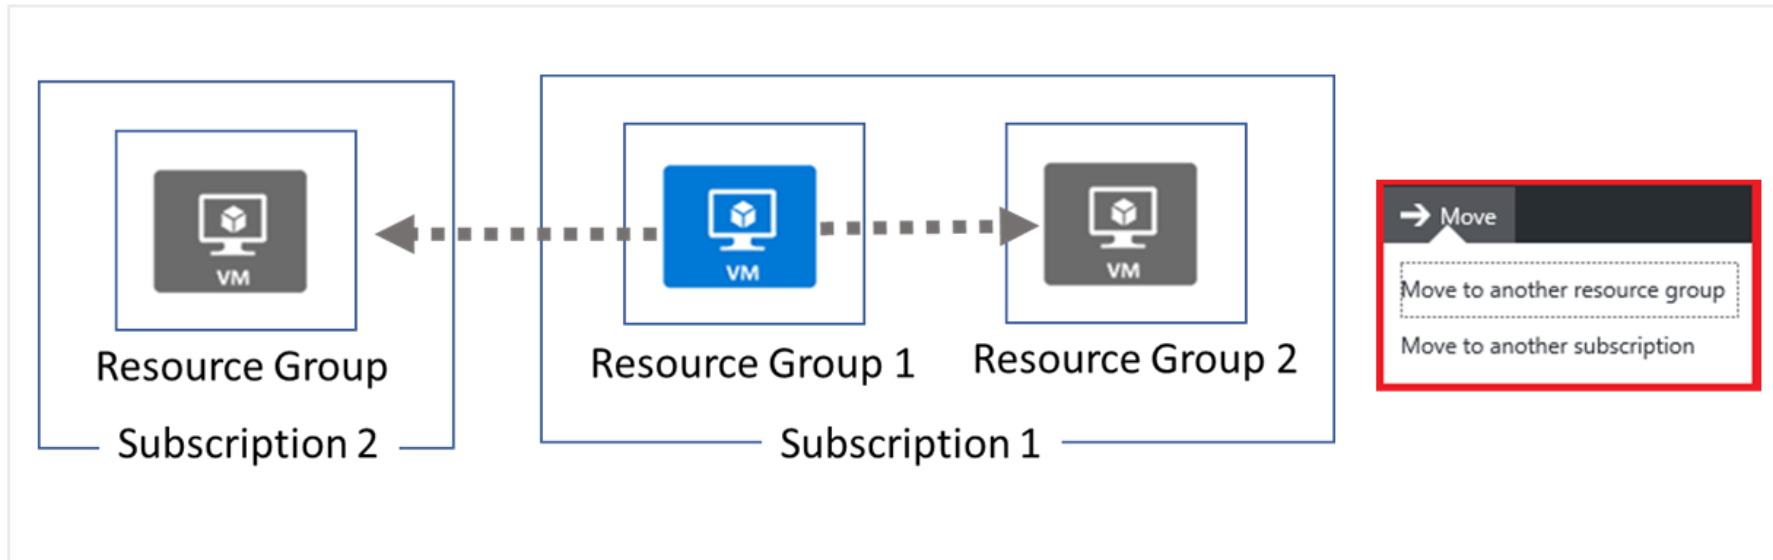 VM
Resource Group
Subscription 2
VM
Resource Group 1
VM
Resource Group 2
Subscription 1
Move
Move to another resource group
Move to another subscription